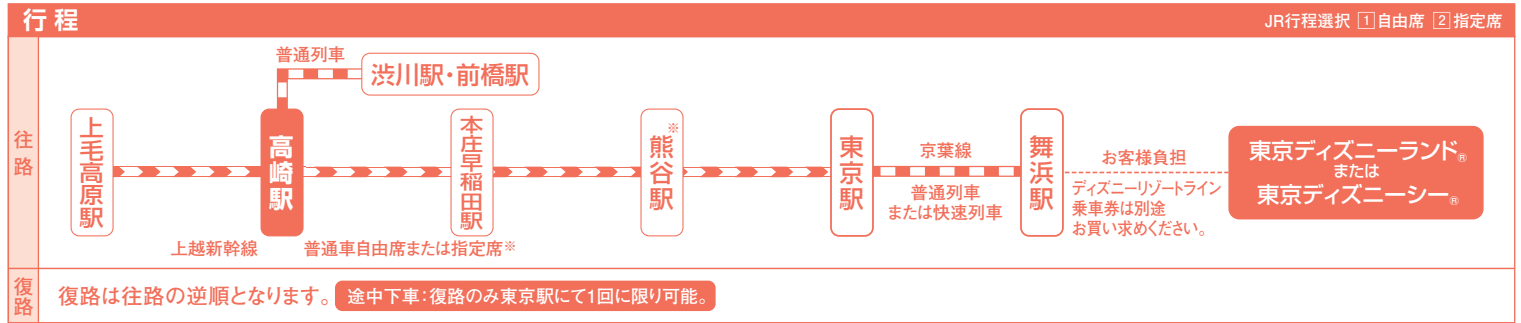 行程
JR行程選択 1自由席 2指定席
往路
普通列車
渋川駅・前橋駅
上毛高原駅
高崎駅
本庄早稲田駅
※熊谷駅
東京駅
舞浜駅
上越新幹線
普通車自由席または指定席※
京葉線
普通列車
または快速列車
お客様負担
ディズニーリゾートライン
乗車券は別途
お買い求めください。
東京ディズニーランド®
または
東京ディズニーシー®
復路
復路は往路の逆順となります。 途中下車:復路のみ東京駅にて1回に限り可能。